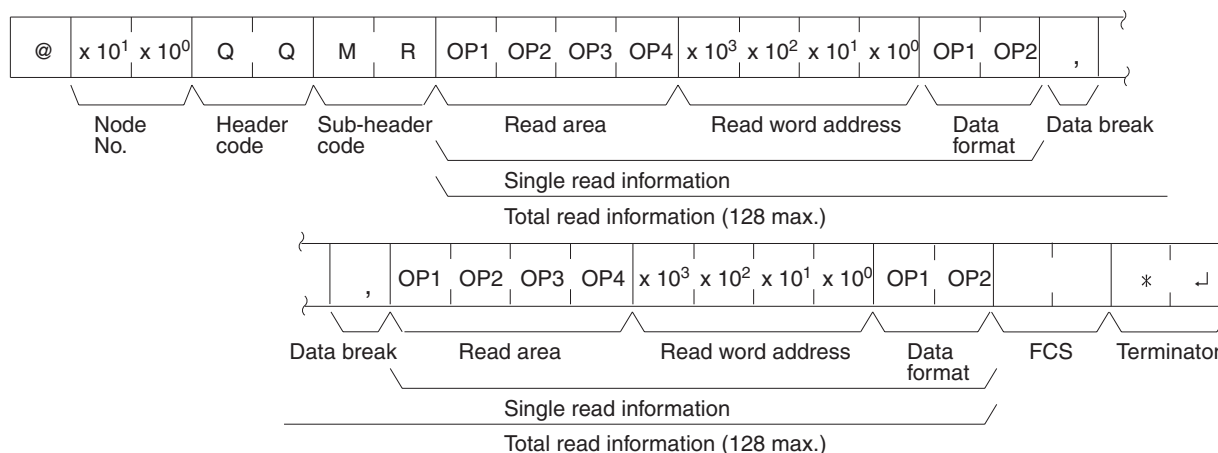 @ x 10¹ x 10⁰ Q Q M R OP1 OP2 OP3 OP4 x 10³ x 10² x 10¹ x 10⁰ OP1 OP2 ,
Node No. Header code Sub-header code Read area Read word address Data format Data break
Single read information
Total read information (128 max.)
, OP1 OP2 OP3 OP4 x 10³ x 10² x 10¹ x 10⁰ OP1 OP2 * ↵
Data break Read area Read word address Data format FCS Terminator
Single read information
Total read information (128 max.)